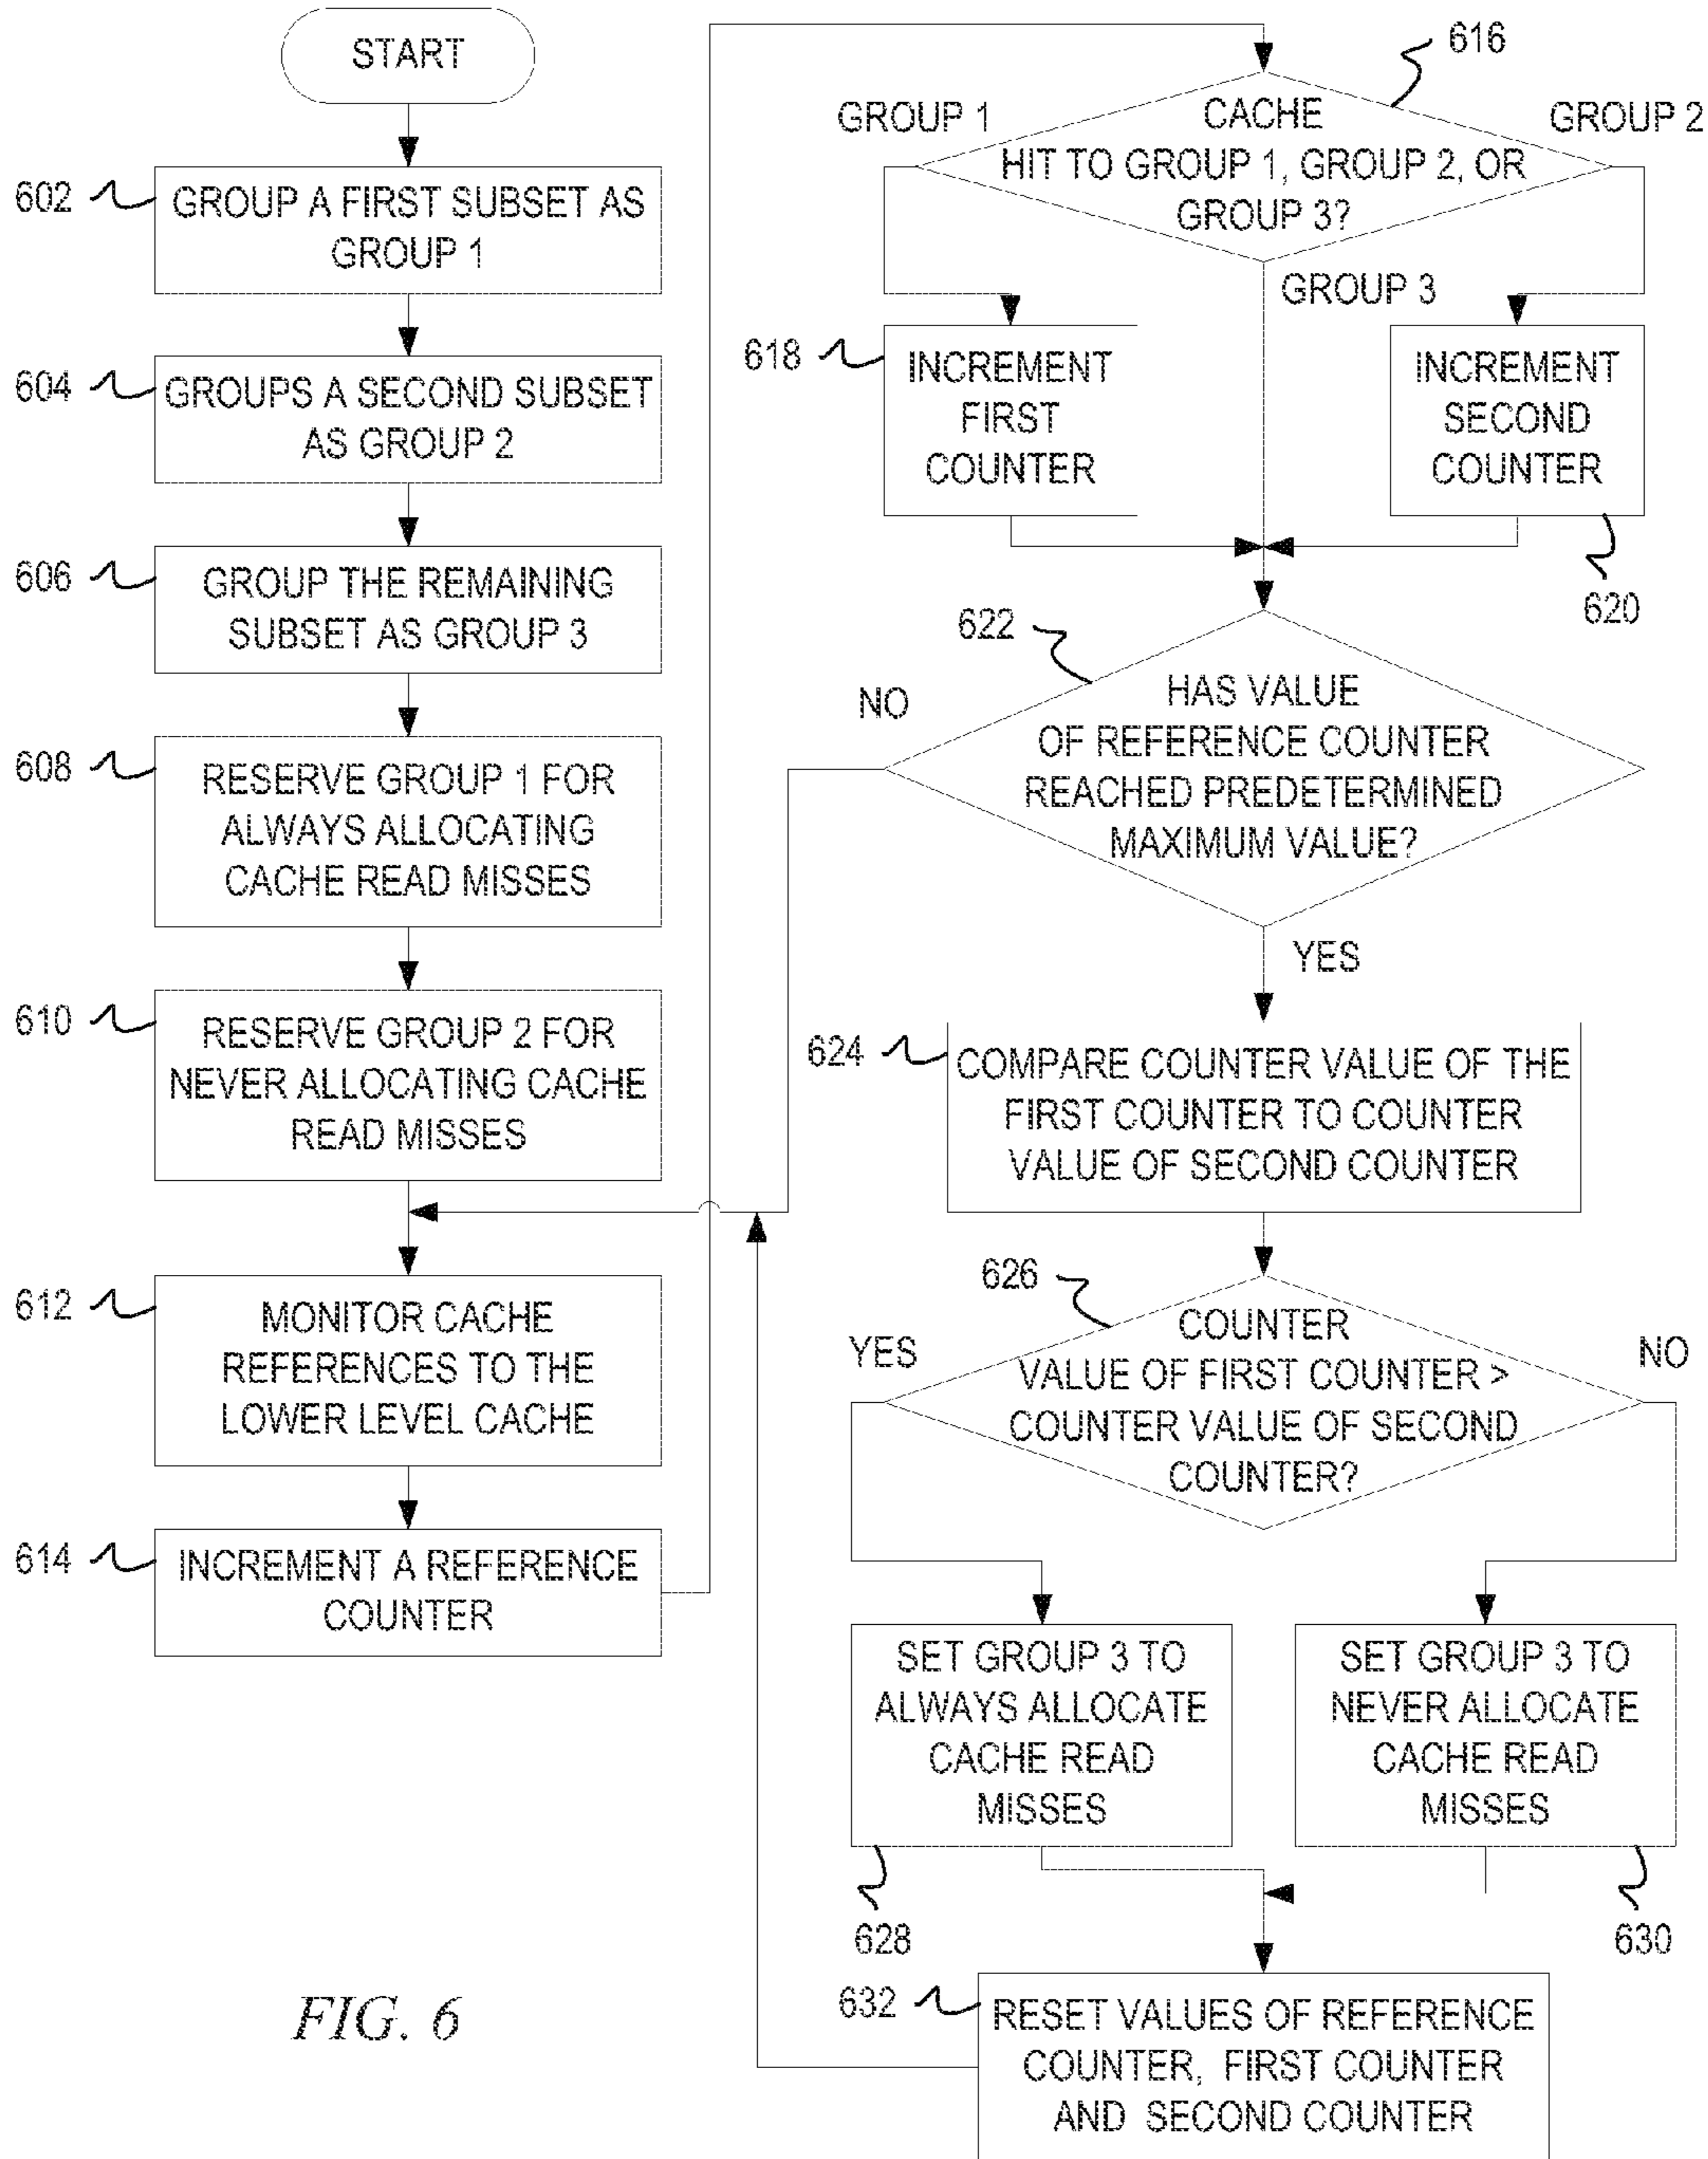 START
602
GROUP A FIRST SUBSET AS
GROUP 1
604
GROUPS A SECOND SUBSET
AS GROUP 2
606
GROUP THE REMAINING
SUBSET AS GROUP 3
608
RESERVE GROUP 1 FOR
ALWAYS ALLOCATING
CACHE READ MISSES
610
RESERVE GROUP 2 FOR
NEVER ALLOCATING CACHE
READ MISSES
612
MONITOR CACHE
REFERENCES TO THE
LOWER LEVEL CACHE
614
INCREMENT A REFERENCE
COUNTER
616
GROUP 1
CACHE
HIT TO GROUP 1, GROUP 2, OR
GROUP 3?
GROUP 2
GROUP 3
618
INCREMENT
FIRST
COUNTER
INCREMENT
SECOND
COUNTER
620
622
NO
HAS VALUE
OF REFERENCE COUNTER
REACHED PREDETERMINED
MAXIMUM VALUE?
YES
624
COMPARE COUNTER VALUE OF THE
FIRST COUNTER TO COUNTER
VALUE OF SECOND COUNTER
626
YES
COUNTER
VALUE OF FIRST COUNTER >
COUNTER VALUE OF SECOND
COUNTER?
NO
SET GROUP 3 TO
ALWAYS ALLOCATE
CACHE READ
MISSES
628
SET GROUP 3 TO
NEVER ALLOCATE
CACHE READ
MISSES
630
632
RESET VALUES OF REFERENCE
COUNTER, FIRST COUNTER
AND SECOND COUNTER
FIG. 6